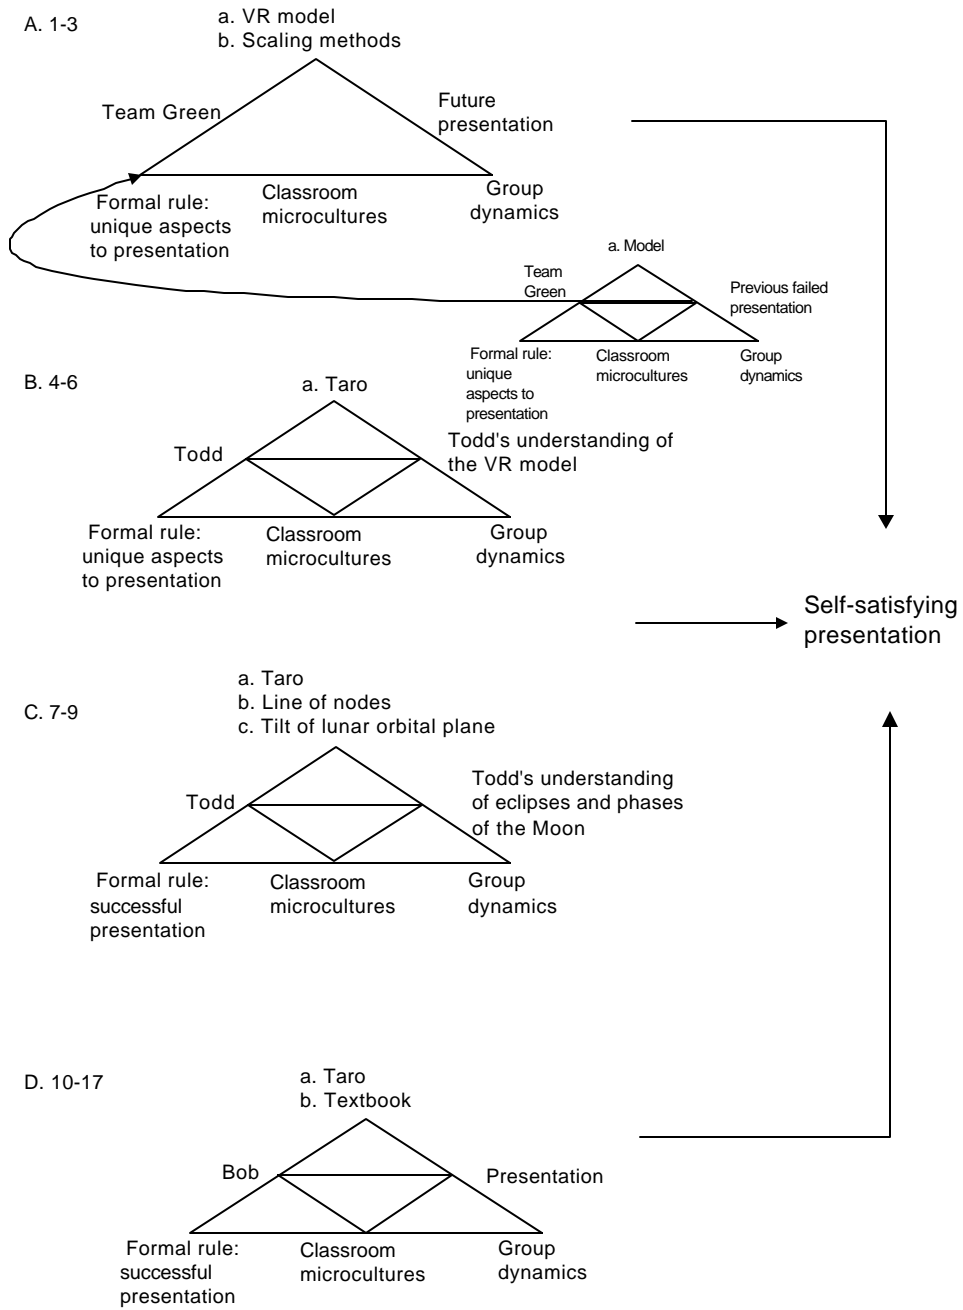 A. 1-3
a. VR model
b. Scaling methods
Team Green
Future
presentation
Formal rule:
unique aspects
to presentation
Classroom
microcultures
Group
dynamics
a. Model
Team
Green
Previous failed
presentation
Formal rule:
unique
aspects to
presentation
Classroom
microcultures
Group
dynamics
B. 4-6
a. Taro
Todd
Todd's understanding of
the VR model
Formal rule:
unique aspects
to presentation
Classroom
microcultures
Group
dynamics
Self-satisfying
presentation
C. 7-9
a. Taro
b. Line of nodes
c. Tilt of lunar orbital plane
Todd
Todd's understanding
of eclipses and phases
of the Moon
Formal rule:
successful
presentation
Classroom
microcultures
Group
dynamics
D. 10-17
a. Taro
b. Textbook
Bob
Presentation
Formal rule:
successful
presentation
Classroom
microcultures
Group
dynamics